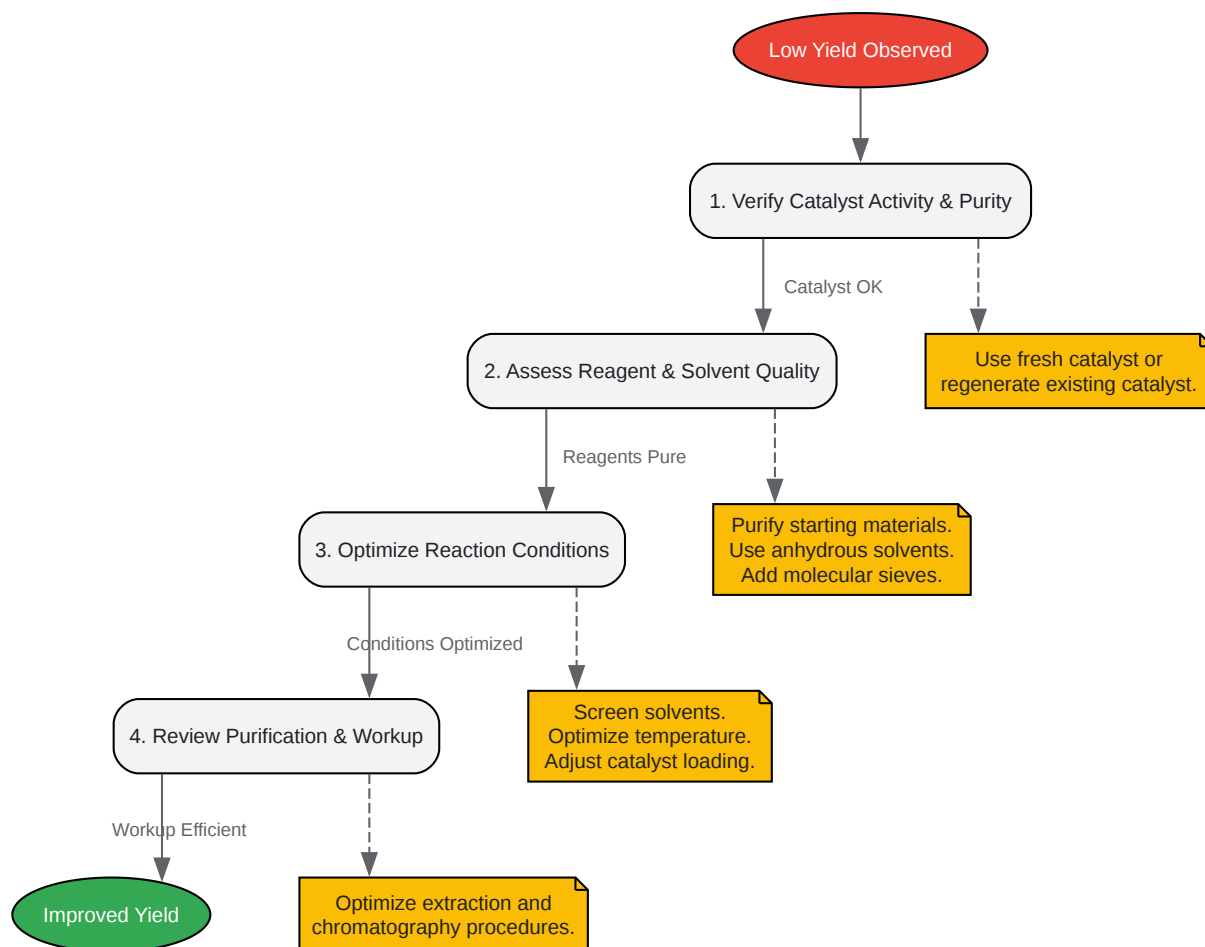 Low Yield Observed
1. Verify Catalyst Activity & Purity
Catalyst OK
2. Assess Reagent & Solvent Quality
Use fresh catalyst or
regenerate existing catalyst.
Reagents Pure
3. Optimize Reaction Conditions
Purify starting materials.
Use anhydrous solvents.
Add molecular sieves.
Conditions Optimized
4. Review Purification & Workup
Screen solvents.
Optimize temperature.
Adjust catalyst loading.
Workup Efficient
Improved Yield
Optimize extraction and
chromatography procedures.